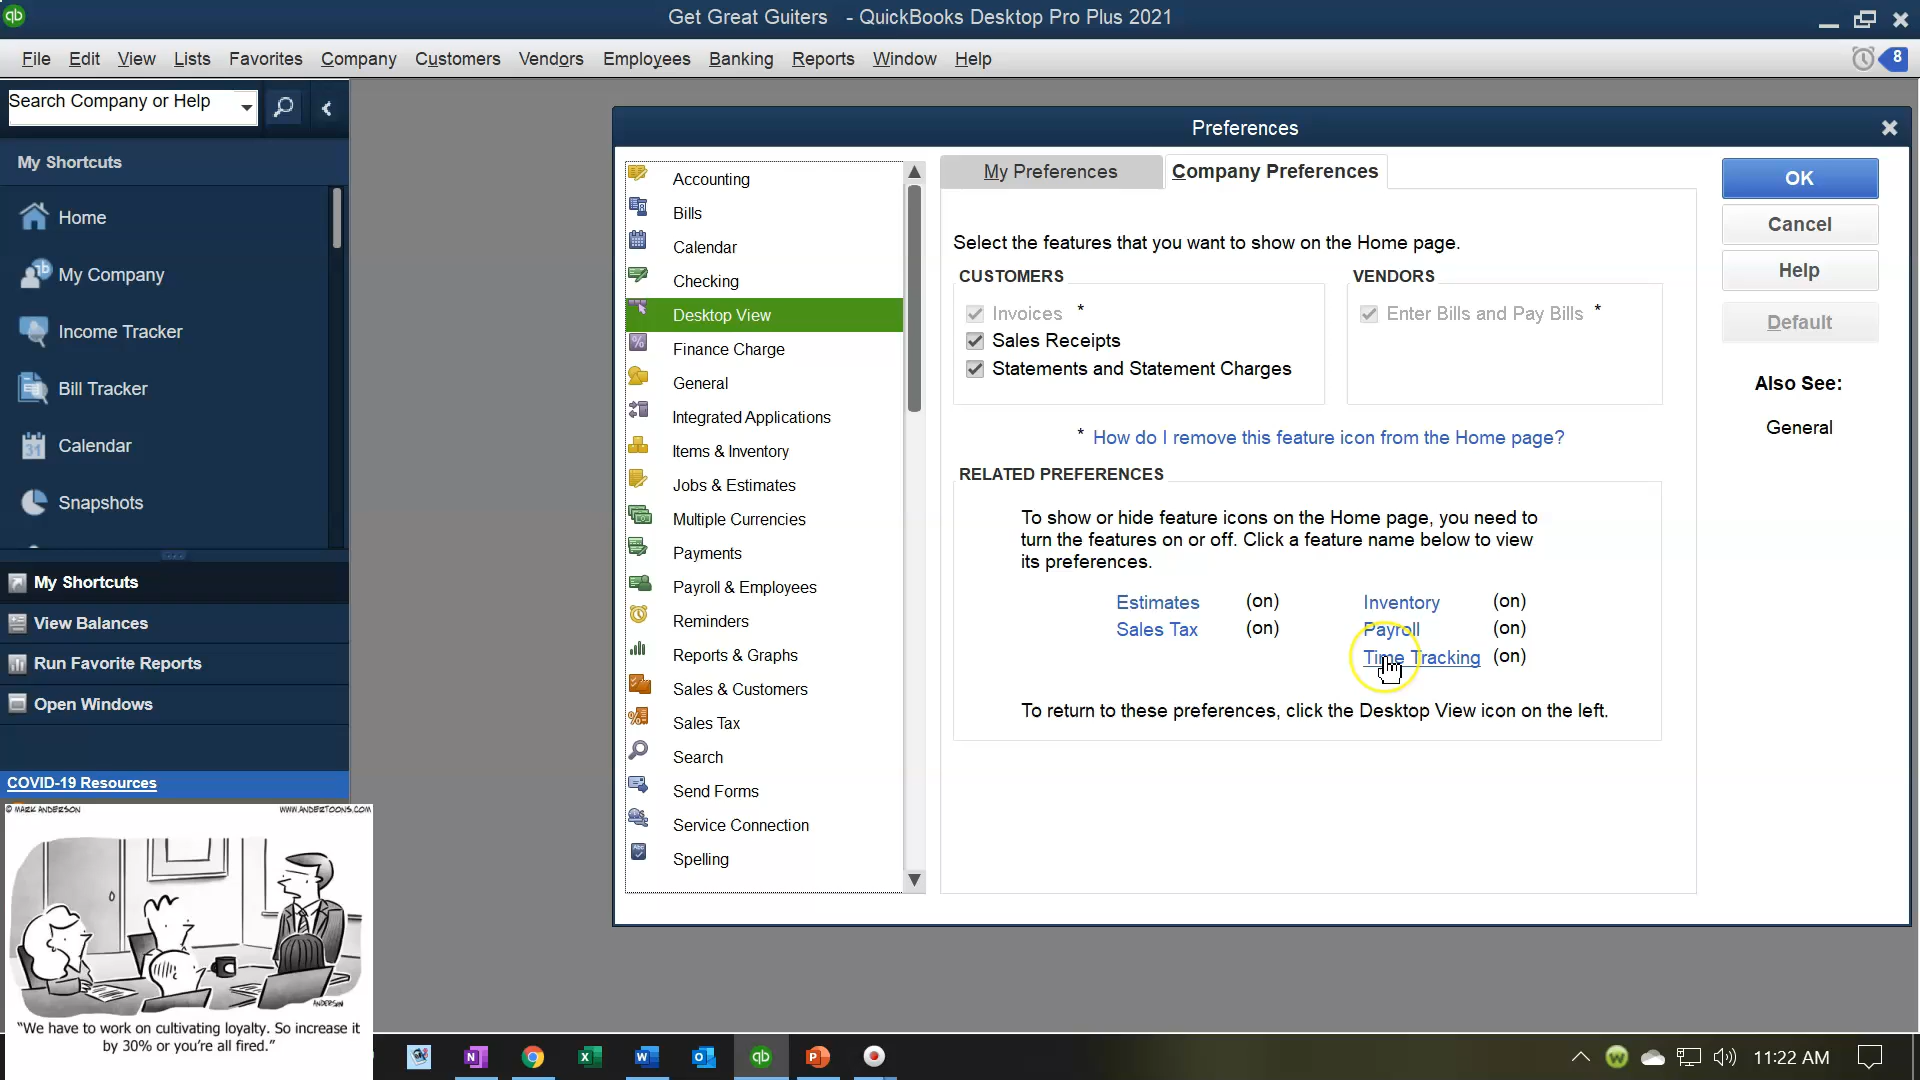 Get Great Guiters - QuickBooks Desktop Pro Plus 2021
File Edit View Lists Favorites Company Customers Vendors Employees Banking Reports Window Help
8
Search Company or Help
My Shortcuts
Home
My Company
Income Tracker
Bill Tracker
Calendar
Snapshots
My Shortcuts
View Balances
Run Favorite Reports
Open Windows
COVID-19 Resources
© MARK ANDERSON WWW.ANDERTOONS.COM
ANDERSON
"We have to work on cultivating loyalty. So increase it
by 30% or you're all fired."
Preferences
Accounting
Bills
Calendar
Checking
Desktop View
Finance Charge
General
Integrated Applications
Items & Inventory
Jobs & Estimates
Multiple Currencies
Payments
Payroll & Employees
Reminders
Reports & Graphs
Sales & Customers
Sales Tax
Search
Send Forms
Service Connection
Spelling
My Preferences
Company Preferences
Select the features that you want to show on the Home page.
CUSTOMERS
Invoices *
Sales Receipts
Statements and Statement Charges
VENDORS
Enter Bills and Pay Bills *
* How do I remove this feature icon from the Home page?
RELATED PREFERENCES
To show or hide feature icons on the Home page, you need to
turn the features on or off. Click a feature name below to view
its preferences.
Estimates (on) Inventory (on)
Sales Tax (on) Payroll (on)
Time Tracking (on)
To return to these preferences, click the Desktop View icon on the left.
OK
Cancel
Help
Default
Also See:
General
11:22 AM